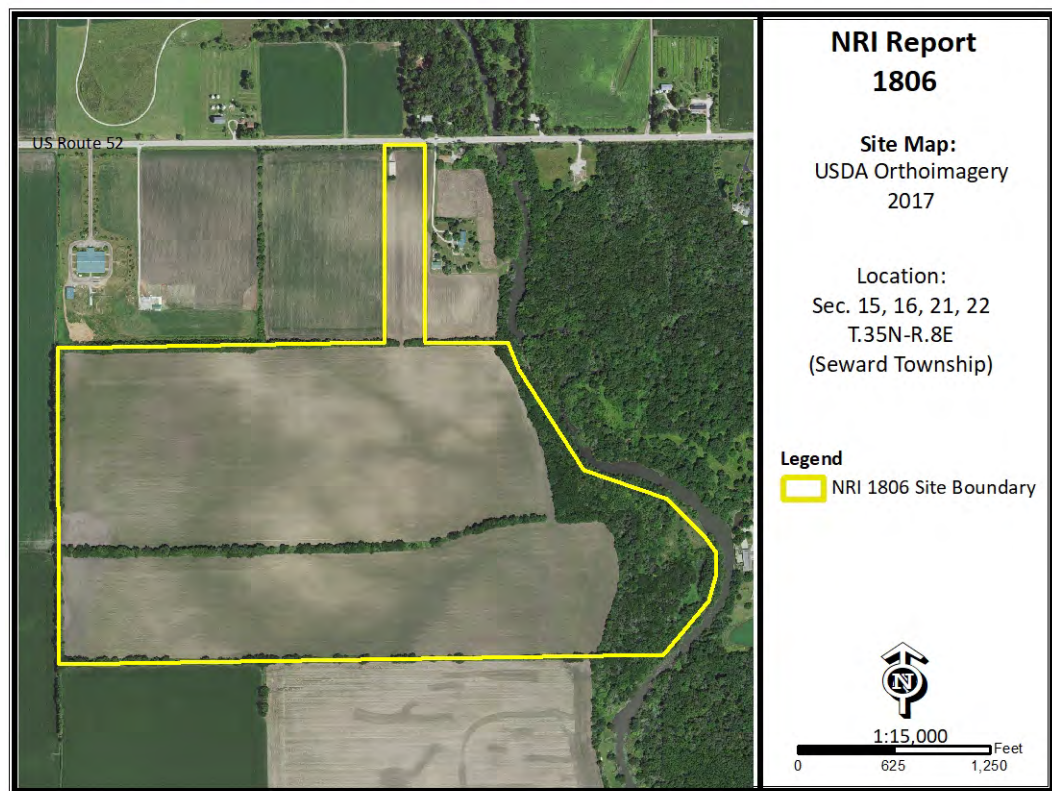 US Route 52
NRI Report
1806
Site Map:
USDA Orthoimagery
2017
Location:
Sec. 15, 16, 21, 22
T.35N-R.8E
(Seward Township)
Legend
NRI 1806 Site Boundary
N
1:15,000
Feet
0 625 1,250